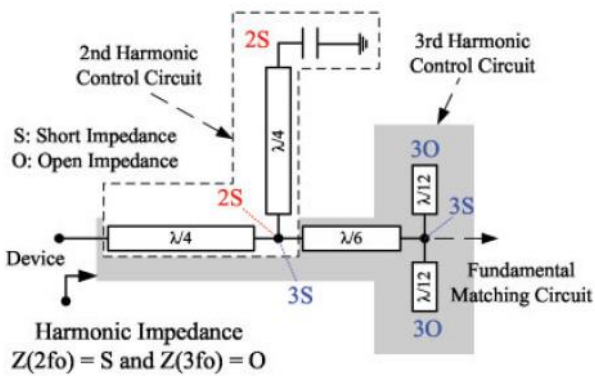 2S
2nd Harmonic
Control Circuit
3rd Harmonic
Control Circuit
S: Short Impedance
O: Open Impedance
λ/4
3O
λ/12
2S
3S
λ/4
λ/6
Device
3S
λ/12
Fundamental
Matching Circuit
3O
Harmonic Impedance
Z(2fo) = S and Z(3fo) = O